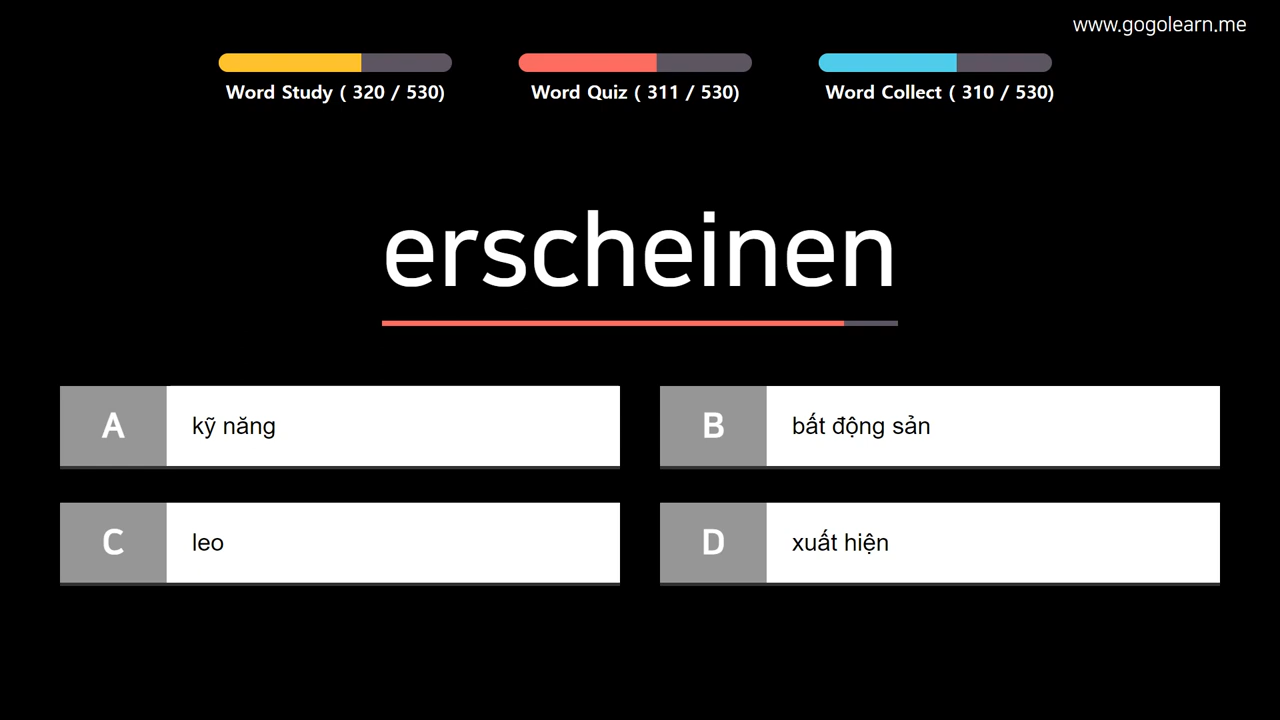 www.gogolearn.me
Word Study ( 320 / 530)
Word Quiz ( 311 / 530)
Word Collect ( 310 / 530)
erscheinen
A kỹ năng
B bất động sản
C leo
D xuất hiện